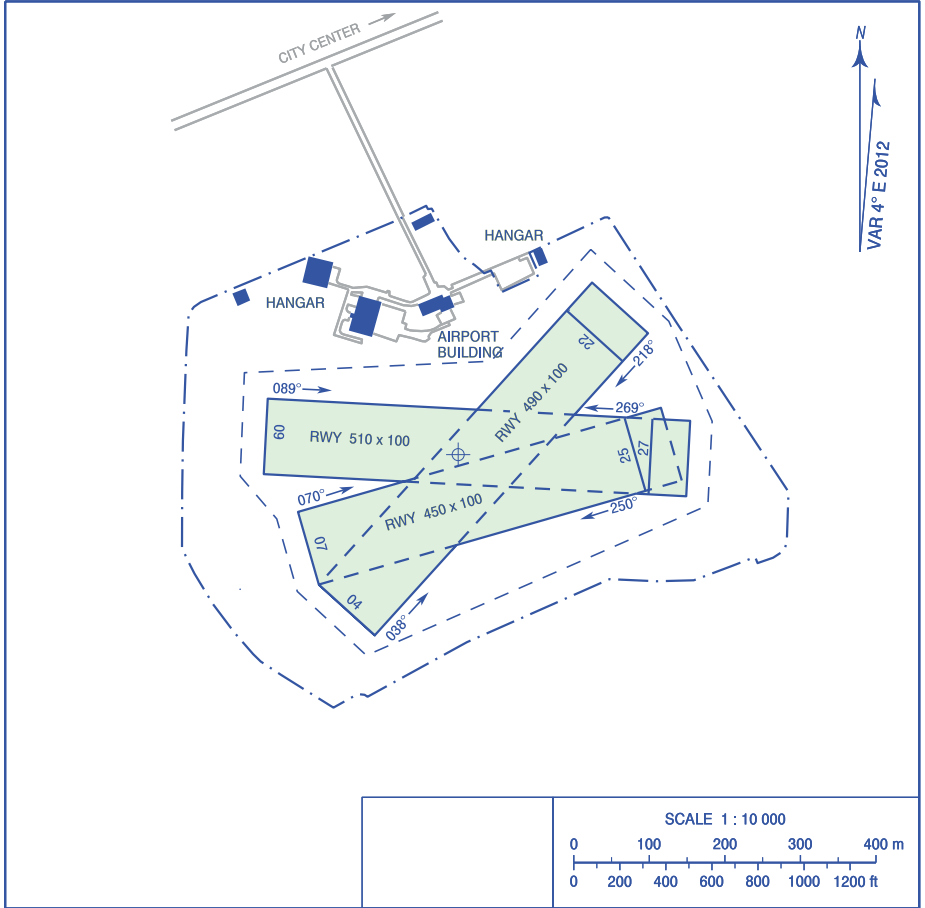 CITY CENTER
N
VAR 4° E 2012
HANGAR
HANGAR
AIRPORT
BUILDING
22
218°
089°
RWY 490 x 100
269°
09
RWY 510 x 100
25
27
070°
RWY 450 x 100
250°
07
04
038°
SCALE 1 : 10 000
0 100 200 300 400 m
0 200 400 600 800 1000 1200 ft